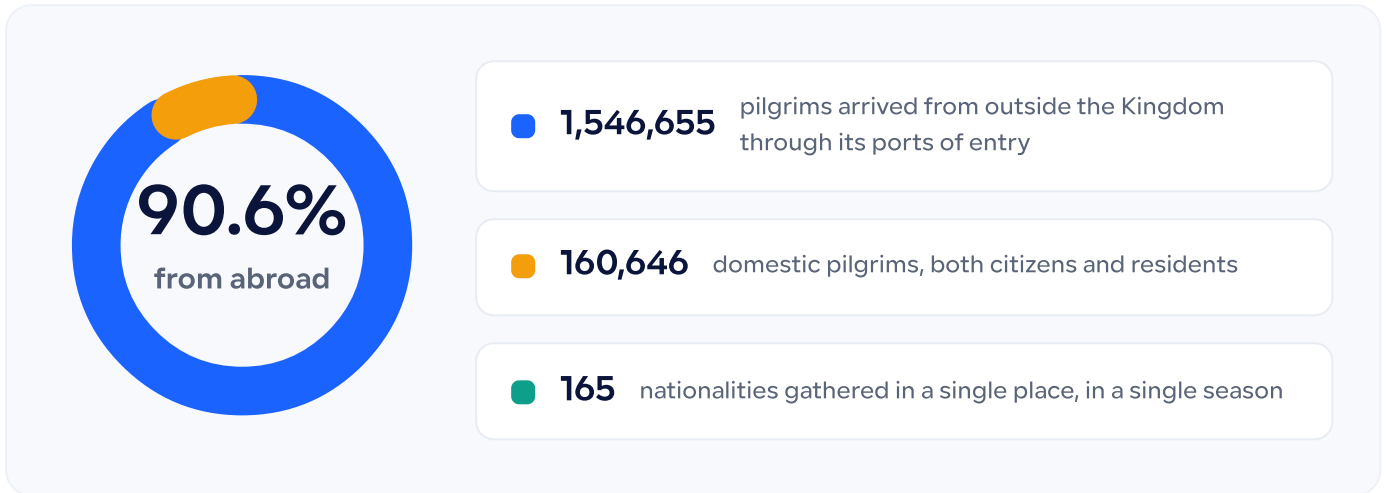 90.6%
from abroad
1,546,655
pilgrims arrived from outside the Kingdom
through its ports of entry
160,646 domestic pilgrims, both citizens and residents
165 nationalities gathered in a single place, in a single season